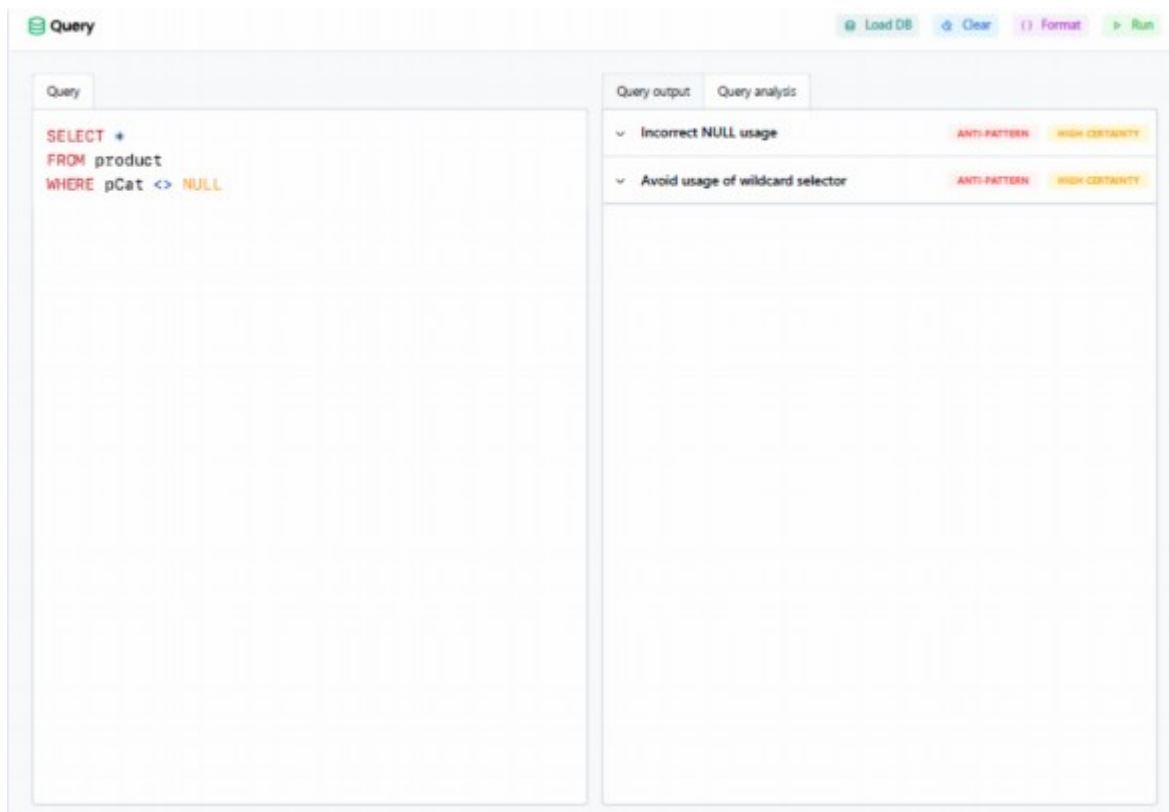 Query
Load DB
Clear
{} Format
Run
Query
SELECT *
FROM product
WHERE pCat <> NULL
Query output
Query analysis
Incorrect NULL usage
ANTI-PATTERN
HIGH CERTAINTY
Avoid usage of wildcard selector
ANTI-PATTERN
HIGH CERTAINTY